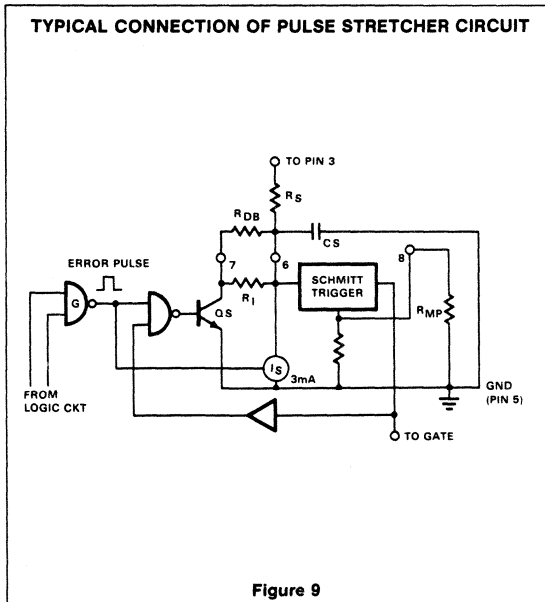 TYPICAL CONNECTION OF PULSE STRETCHER CIRCUIT
TO PIN 3
RS
RDB
CS
7
6
8
ERROR PULSE
G
QS
RI
SCHMITT
TRIGGER
RMP
IS
3mA
FROM
LOGIC CKT
GND
(PIN 5)
TO GATE
Figure 9